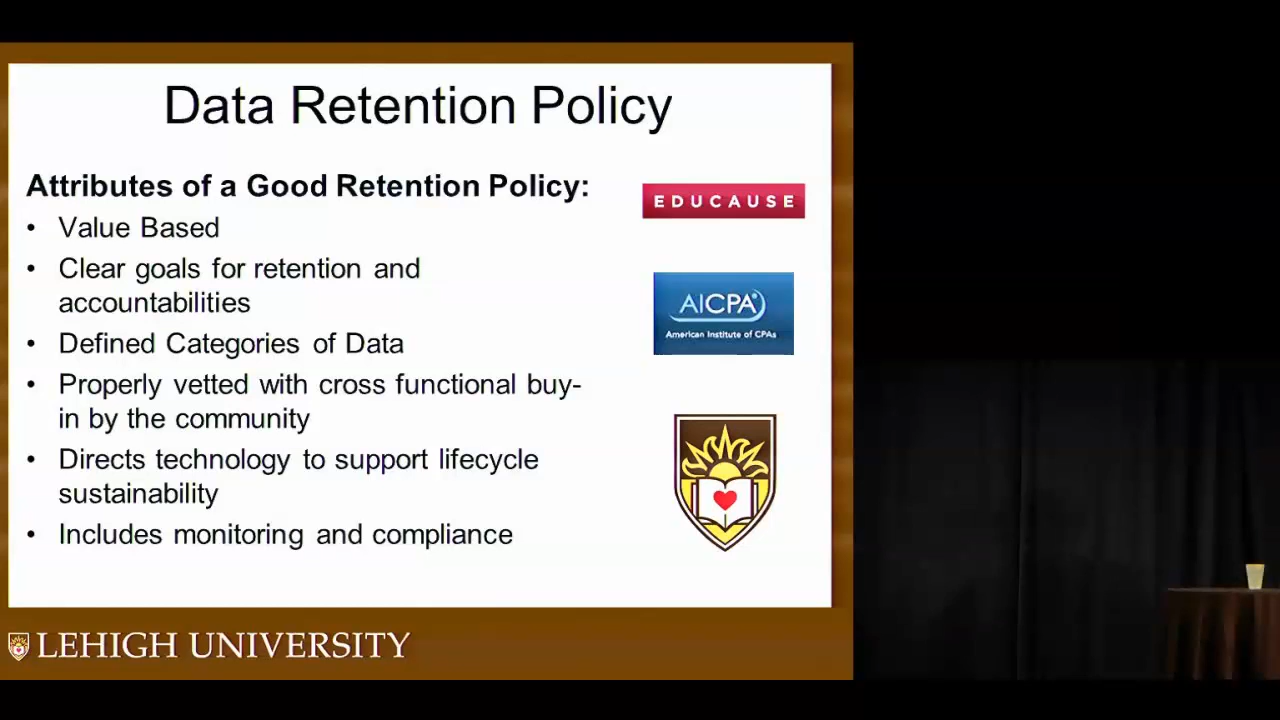 Data Retention Policy
Attributes of a Good Retention Policy:
• Value Based
• Clear goals for retention and
accountabilities
• Defined Categories of Data
• Properly vetted with cross functional buy-
in by the community
• Directs technology to support lifecycle
sustainability
• Includes monitoring and compliance
EDUCAUSE
AICPA®
American Institute of CPAs
LEHIGH UNIVERSITY